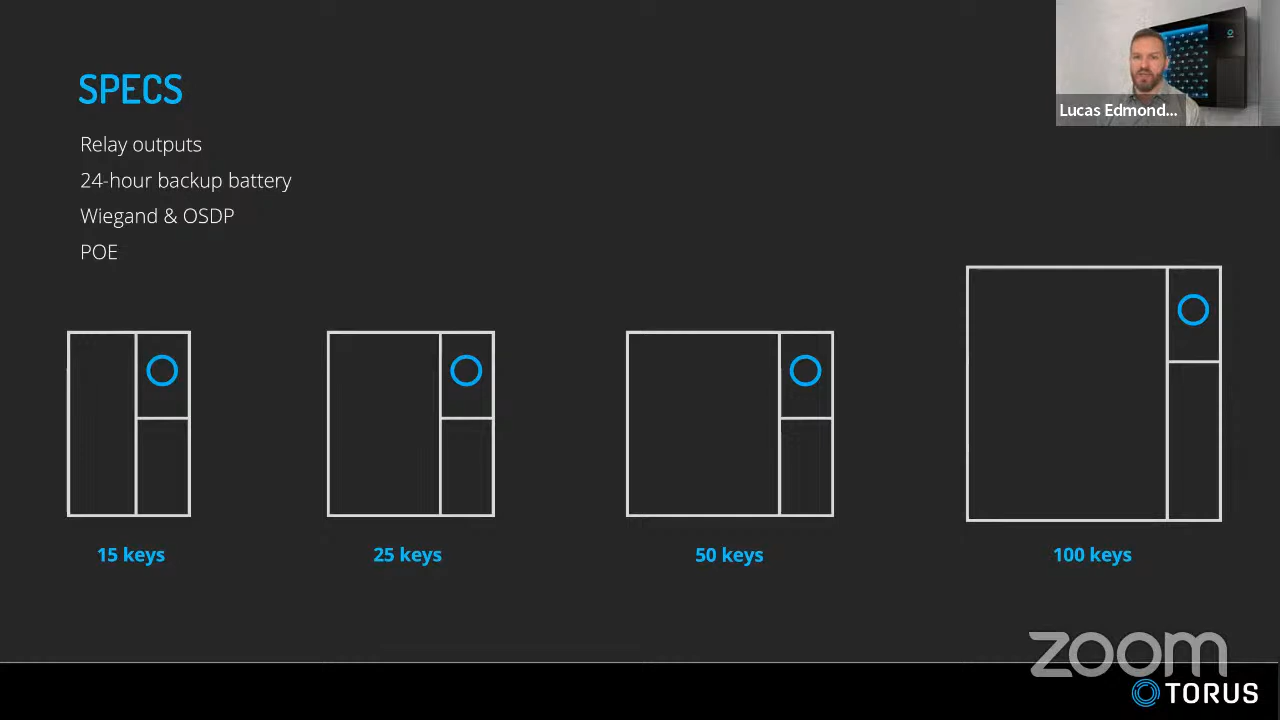 SPECS
Relay outputs
24-hour backup battery
Wiegand & OSDP
POE
Lucas Edmond...
15 keys
25 keys
50 keys
100 keys
zoom
TORUS